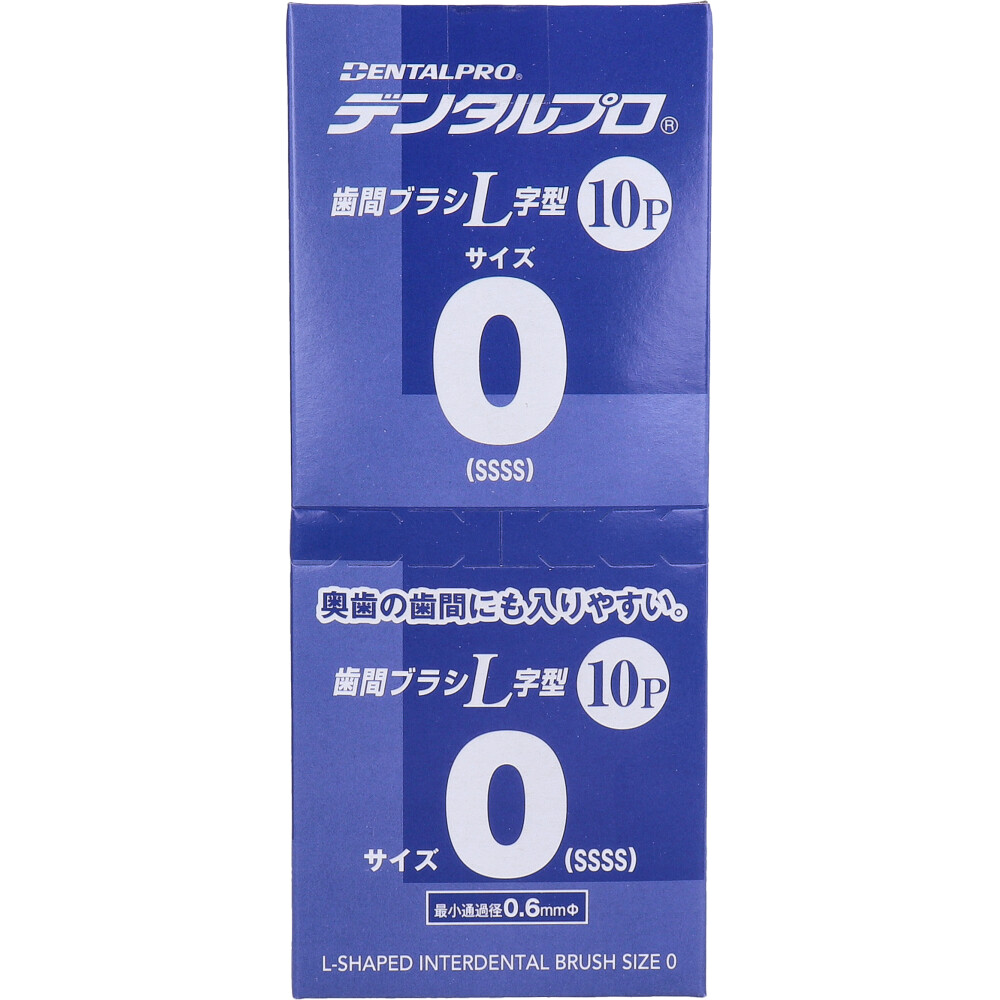 DENTALPRO®
デンタルプロ®
歯間ブラシL字型 10P
サイズ
0
(SSSS)
奥歯の歯間にも入りやすい。
歯間ブラシL字型 10P
サイズ 0 (SSSS)
最小通過径0.6mmΦ
L-SHAPED INTERDENTAL BRUSH SIZE 0